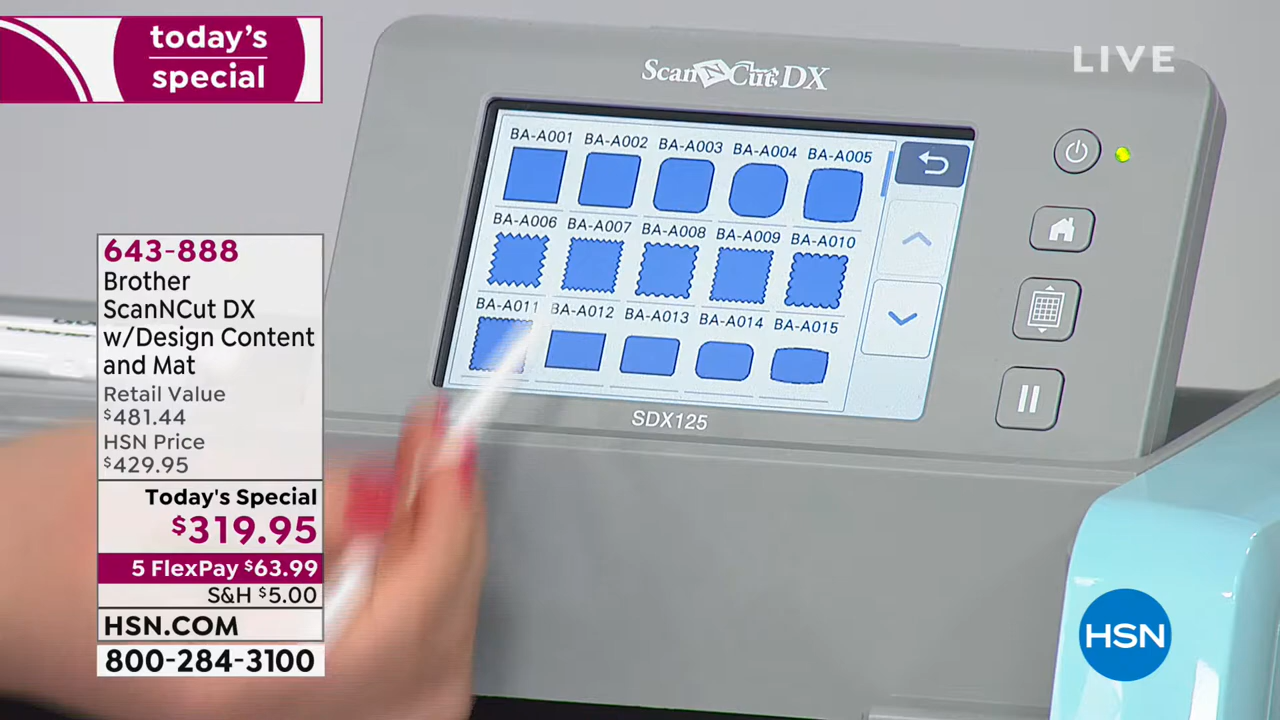 today's
special
LIVE
ScanNCut DX
BA-A001 BA-A002 BA-A003 BA-A004 BA-A005
BA-A006 BA-A007 BA-A008 BA-A009 BA-A010
BA-A011 BA-A012 BA-A013 BA-A014 BA-A015
SDX125
643-888
Brother
ScanNCut DX
w/Design Content
and Mat
Retail Value
$481.44
HSN Price
$429.95
Today's Special
$319.95
5 FlexPay $63.99
S&H $5.00
HSN.COM
800-284-3100
HSN